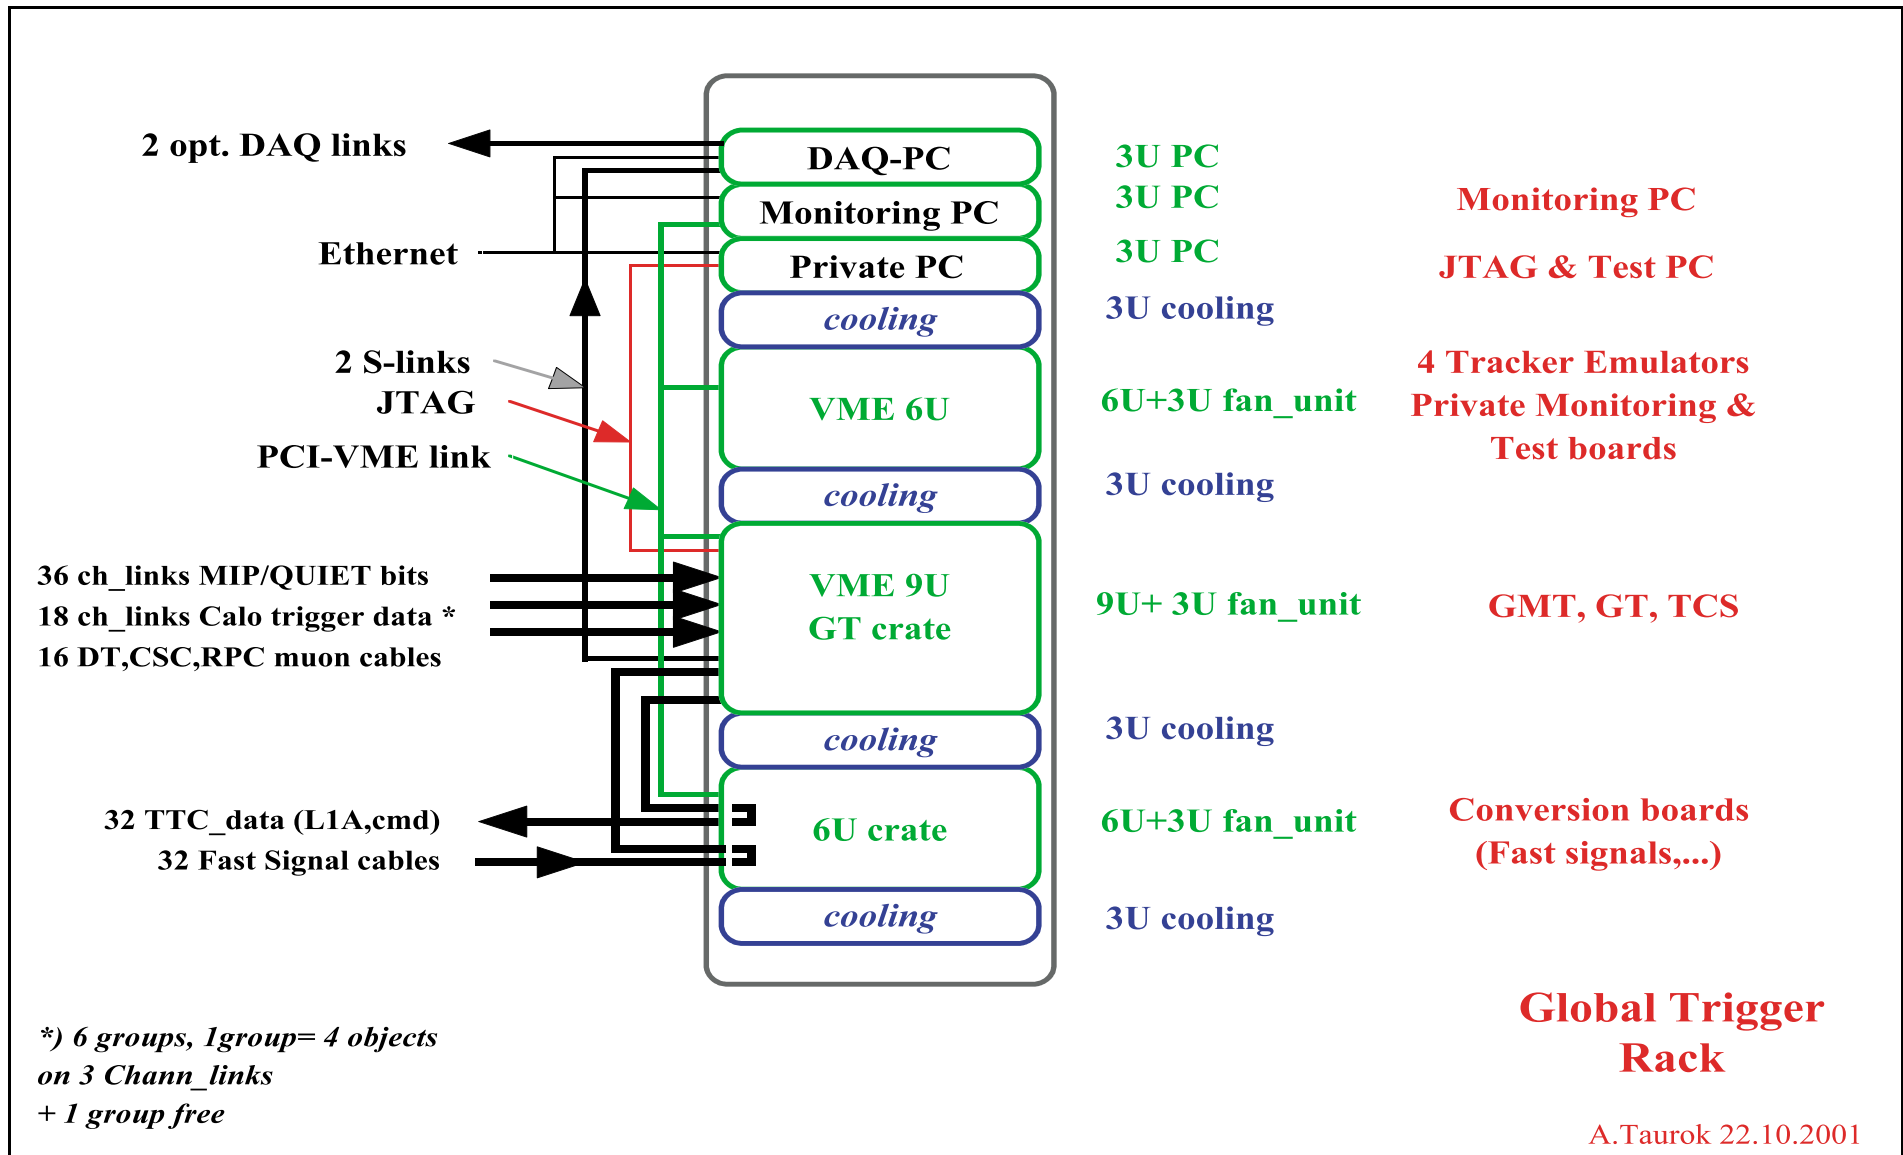 2 opt. DAQ links
DAQ-PC
3U PC
Monitoring PC
3U PC
Monitoring PC
Ethernet
Private PC
3U PC
JTAG & Test PC
cooling
3U cooling
2 S-links
JTAG
PCI-VME link
VME 6U
6U+3U fan_unit
4 Tracker Emulators
Private Monitoring &
Test boards
cooling
3U cooling
36 ch_links MIP/QUIET bits
18 ch_links Calo trigger data *
16 DT,CSC,RPC muon cables
VME 9U
GT crate
9U+ 3U fan_unit
GMT, GT, TCS
cooling
3U cooling
32 TTC_data (L1A,cmd)
32 Fast Signal cables
6U crate
6U+3U fan_unit
Conversion boards
(Fast signals,...)
cooling
3U cooling
*) 6 groups, 1group= 4 objects
on 3 Chann_links
+ 1 group free
Global Trigger
Rack
A.Taurok 22.10.2001